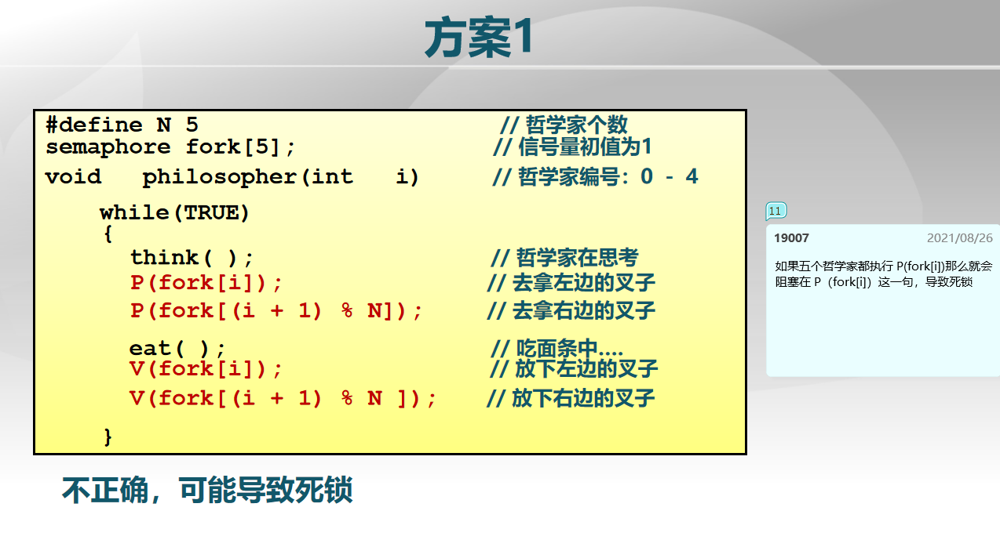 方案1
#define N 5 // 哲学家个数
semaphore fork[5]; // 信号量初值为1
void philosopher(int i) // 哲学家编号：0 - 4
while(TRUE)
{
think( ); // 哲学家在思考
P(fork[i]); // 去拿左边的叉子
P(fork[(i + 1) % N]); // 去拿右边的叉子
eat( ); // 吃面条中....
V(fork[i]); // 放下左边的叉子
V(fork[(i + 1) % N ]); // 放下右边的叉子
}
不正确，可能导致死锁
11
19007 2021/08/26
如果五个哲学家都执行 P(fork[i])那么就会
阻塞在 P（fork[i]）这一句，导致死锁